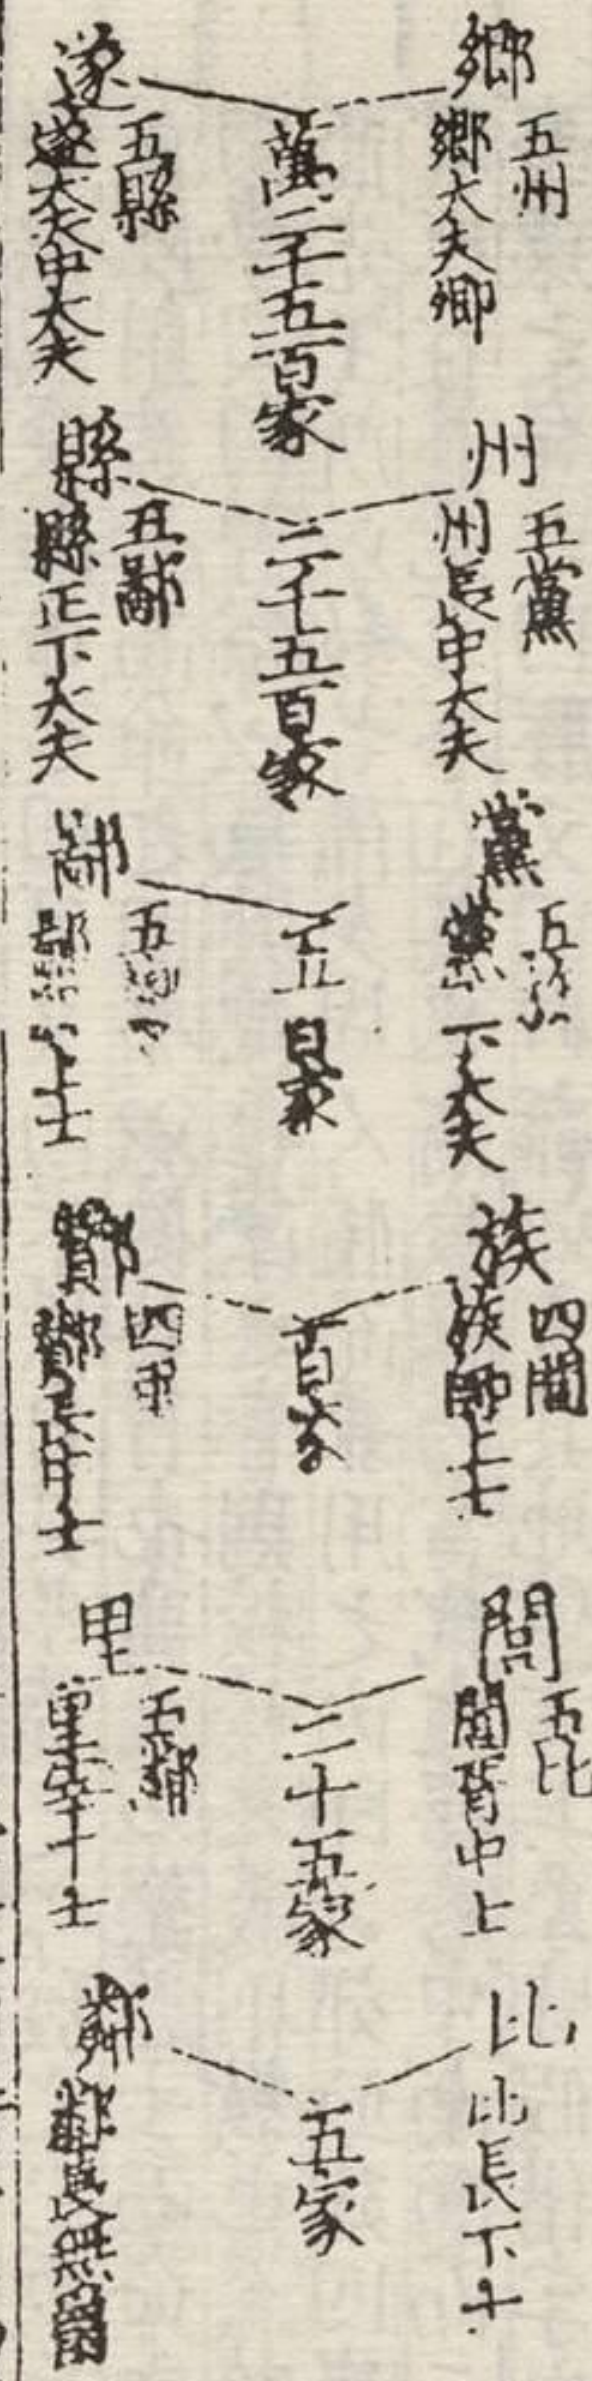 鄉
五州
鄉大夫卿
萬二千五百家
遂
五縣
遂大夫中大夫
州
五黨
州長中大夫
二千五百家
縣
五鄙
縣正下大夫
黨
五
黨 下大夫
五百家
鄙
五
上士
族
四閭
族師上士
百家
酇
四里
酇長中士
閭
五比
閭胥中上
二十五家
里
五鄰
里宰下士
比
比長下士
五家
鄰
鄰長無爵